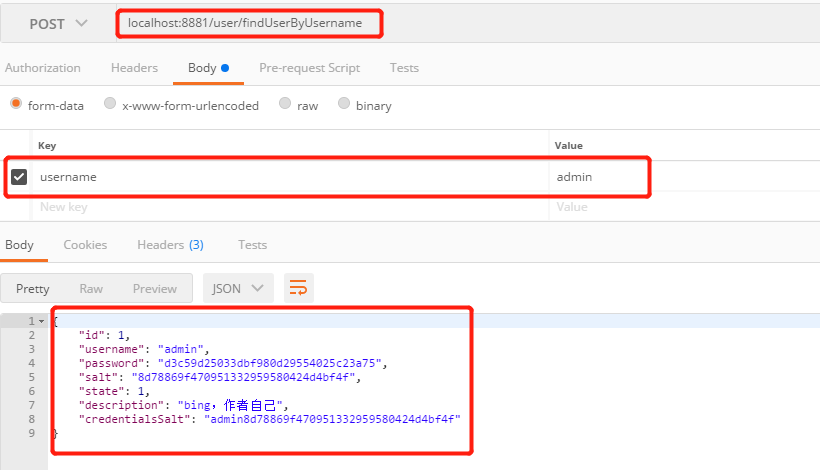 POST localhost:8881/user/findUserByUsername
Authorization Headers Body Pre-request Script Tests
form-data x-www-form-urlencoded raw binary
Key Value
username admin
New key Value
Body Cookies Headers (3) Tests
Pretty Raw Preview JSON
1 {
2 "id": 1,
3 "username": "admin",
4 "password": "d3c59d25033dbf980d29554025c23a75",
5 "salt": "8d78869f470951332959580424d4bf4f",
6 "state": 1,
7 "description": "bing，作者自己",
8 "credentialsSalt": "admin8d78869f470951332959580424d4bf4f"
9 }